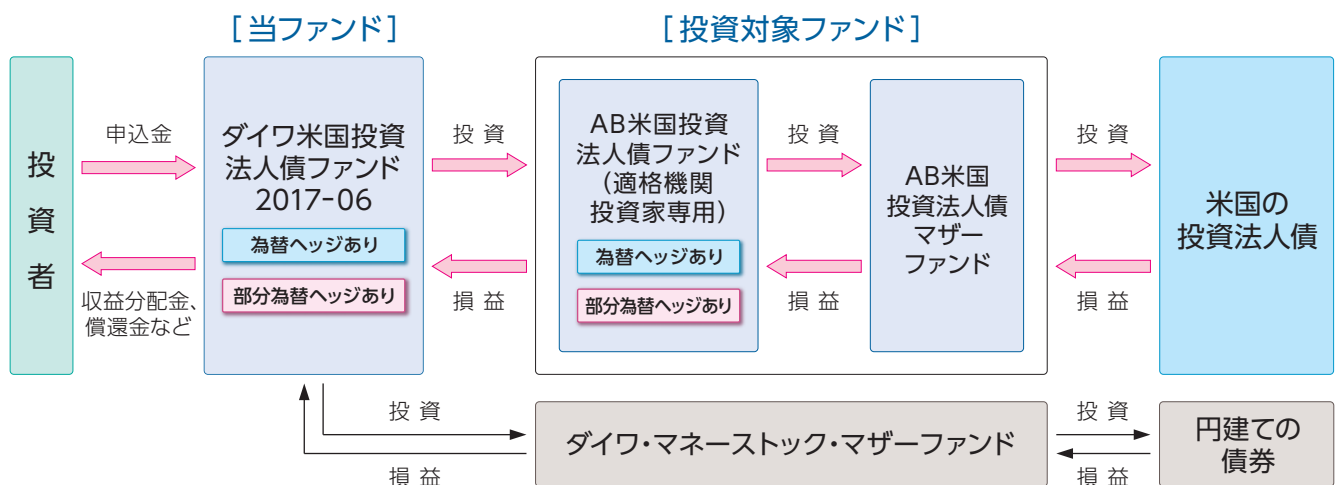 [当ファンド]
[投資対象ファンド]
投資者
申込金
収益分配金、
償還金など
ダイワ米国投資
法人債ファンド
2017-06
為替ヘッジあり
部分為替ヘッジあり
投 資
損 益
AB米国投資
法人債ファンド
(適格機関
投資家専用)
為替ヘッジあり
部分為替ヘッジあり
投 資
損 益
AB米国
投資法人債
マザー
ファンド
投 資
損 益
米国の
投資法人債
投 資
損 益
ダイワ・マネーストック・マザーファンド
投 資
損 益
円建ての
債券